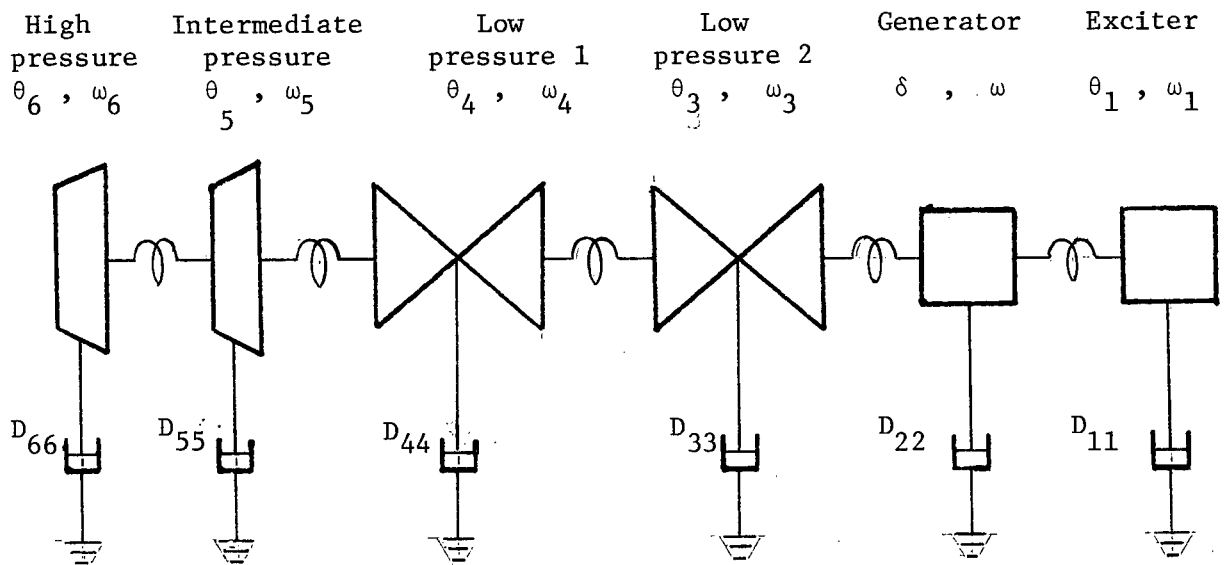 High Intermediate Low Low Generator Exciter
pressure pressure pressure 1 pressure 2
θ6 , ω6 θ5 , ω5 θ4 , ω4 θ3 , ω3 δ , ω θ1 , ω1
D66 D55 D44 D33 D22 D11